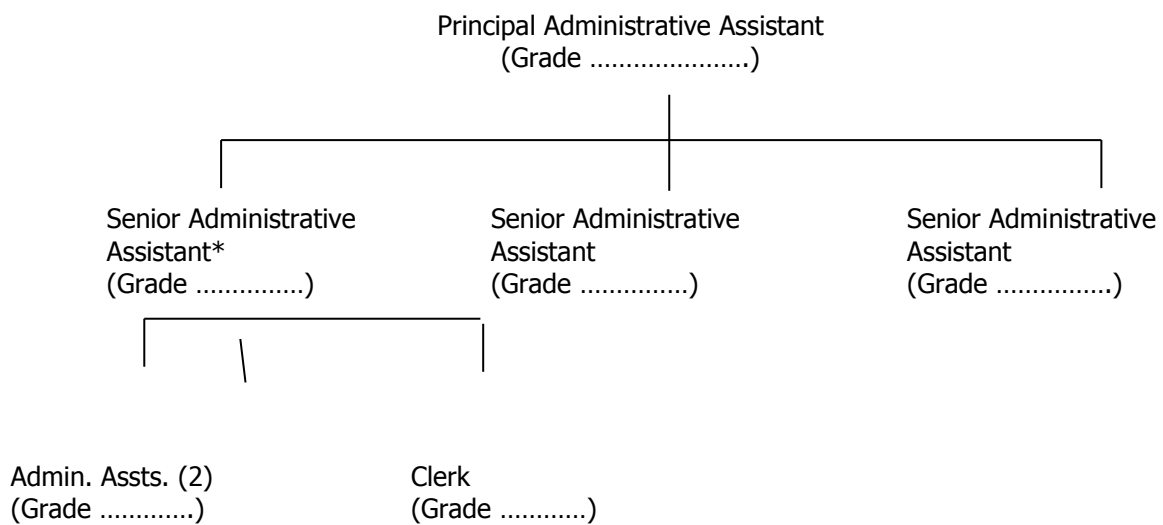 Principal Administrative Assistant
(Grade ………………….)
Senior Administrative
Assistant*
(Grade ……………)
Senior Administrative
Assistant
(Grade ……………)
Senior Administrative
Assistant
(Grade …………….)
Admin. Assts. (2)
(Grade ………….)
Clerk
(Grade …………)